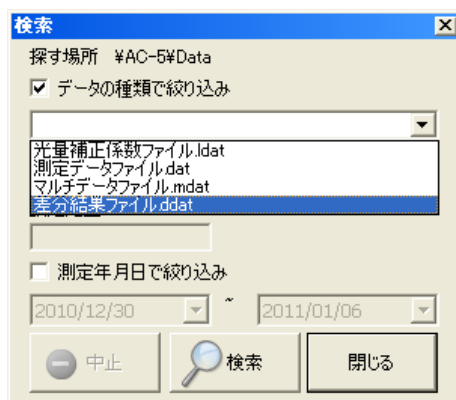 検索
探す場所 ¥AC-5¥Data
データの種類で絞り込み
光量補正係数ファイル.ldat
測定データファイル.dat
マルチデータファイル.mdat
差分結果ファイル.ddat
測定年月日で絞り込み
2010/12/30 ~ 2011/01/06
中止 検索 閉じる